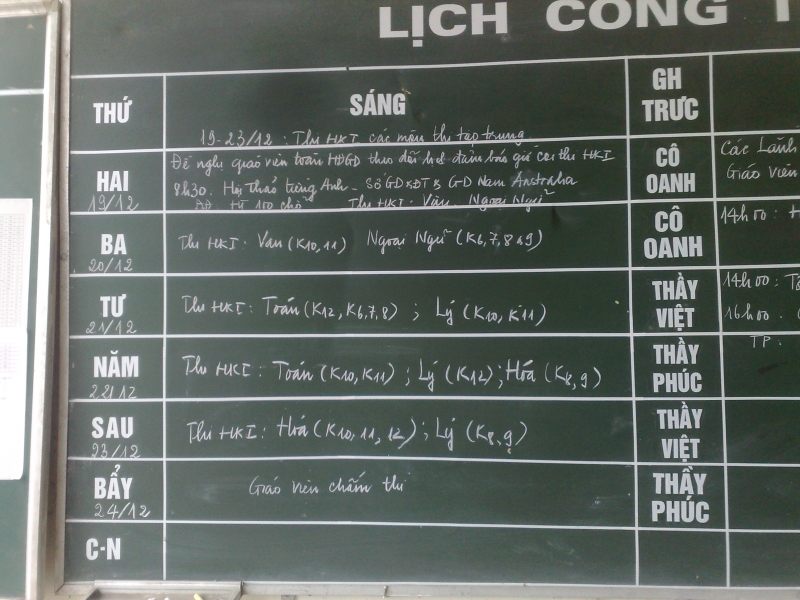 LỊCH CÔNG T
THỨ
SÁNG
GH TRỰC
19-23/12: Thi HKI các môn thi tập trung
HAI
19/12
Đề nghị giáo viên toàn HĐGD theo dõi đảm bảo thi HKI
8h30. Hội Thảo tiếng Anh - Sở GD&ĐT & GD Nam Australia
Thi HKI: Văn, Ngoại Ngữ
CÔ OANH
Các Lãnh
Giáo viên
BA
20/12
Thi HKI: Văn (K10,11) Ngoại Ngữ (K6,7,8&9)
CÔ OANH
14h00: H
TƯ
21/12
Thi HKI: Toán (K12, K6,7,8); Lý (K10, K11)
THẦY VIỆT
14h00: T
16h00.
NĂM
22/12
Thi HKI: Toán (K10, K11); Lý (K12); Hóa (K8,9)
THẦY PHÚC
TP:
SAU
23/12
Thi HKI: Hóa (K10, 11, 12); Lý (K8,9)
THẦY VIỆT
BẨY
24/12
Giáo viên chấm thi
THẦY PHÚC
C-N